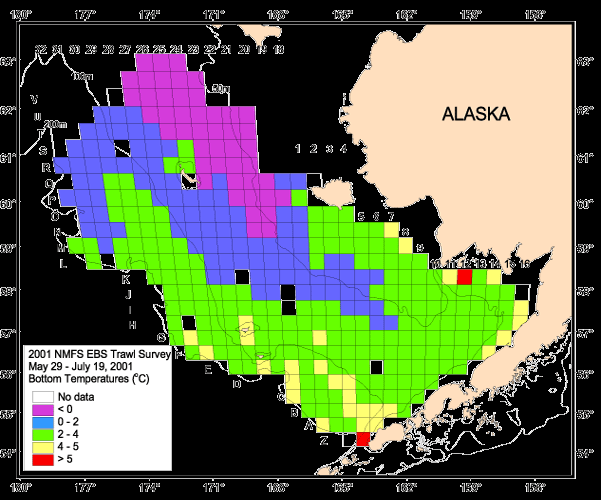 180° 177° 174° 171° 168° 165° 162° 159° 156°
32 31 30 29 28 27 26 25 24 23 22 21 20 19 18
100m
50m
V
U
T
200m
ALASKA
S
R
Q
P
O
N
M
L
1 2 3 4
5 6 7
8
9
10 11 12 13 14 15 16
K
J
I
H
G
F
E
D
C
B
A
Z
63°
62°
61°
60°
59°
58°
57°
56°
55°
54°
2001 NMFS EBS Trawl Survey
May 29 - July 19, 2001
Bottom Temperatures (°C)
No data
< 0
0 - 2
2 - 4
4 - 5
> 5